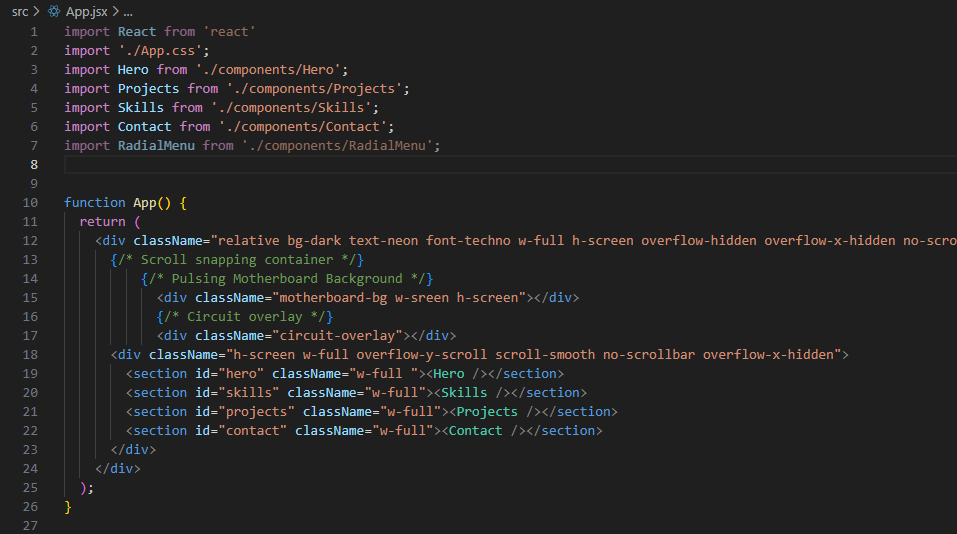 src > App.jsx > ...
1 import React from 'react'
2 import './App.css';
3 import Hero from './components/Hero';
4 import Projects from './components/Projects';
5 import Skills from './components/Skills';
6 import Contact from './components/Contact';
7 import RadialMenu from './components/RadialMenu';
8
9
10 function App() {
11   return (
12     <div className="relative bg-dark text-neon font-techno w-full h-screen overflow-hidden overflow-x-hidden no-scro
13       {/* Scroll snapping container */}
14           {/* Pulsing Motherboard Background */}
15             <div className="motherboard-bg w-sreen h-screen"></div>
16             {/* Circuit overlay */}
17             <div className="circuit-overlay"></div>
18       <div className="h-screen w-full overflow-y-scroll scroll-smooth no-scrollbar overflow-x-hidden">
19         <section id="hero" className="w-full "><Hero /></section>
20         <section id="skills" className="w-full"><Skills /></section>
21         <section id="projects" className="w-full"><Projects /></section>
22         <section id="contact" className="w-full"><Contact /></section>
23       </div>
24     </div>
25   );
26 }
27